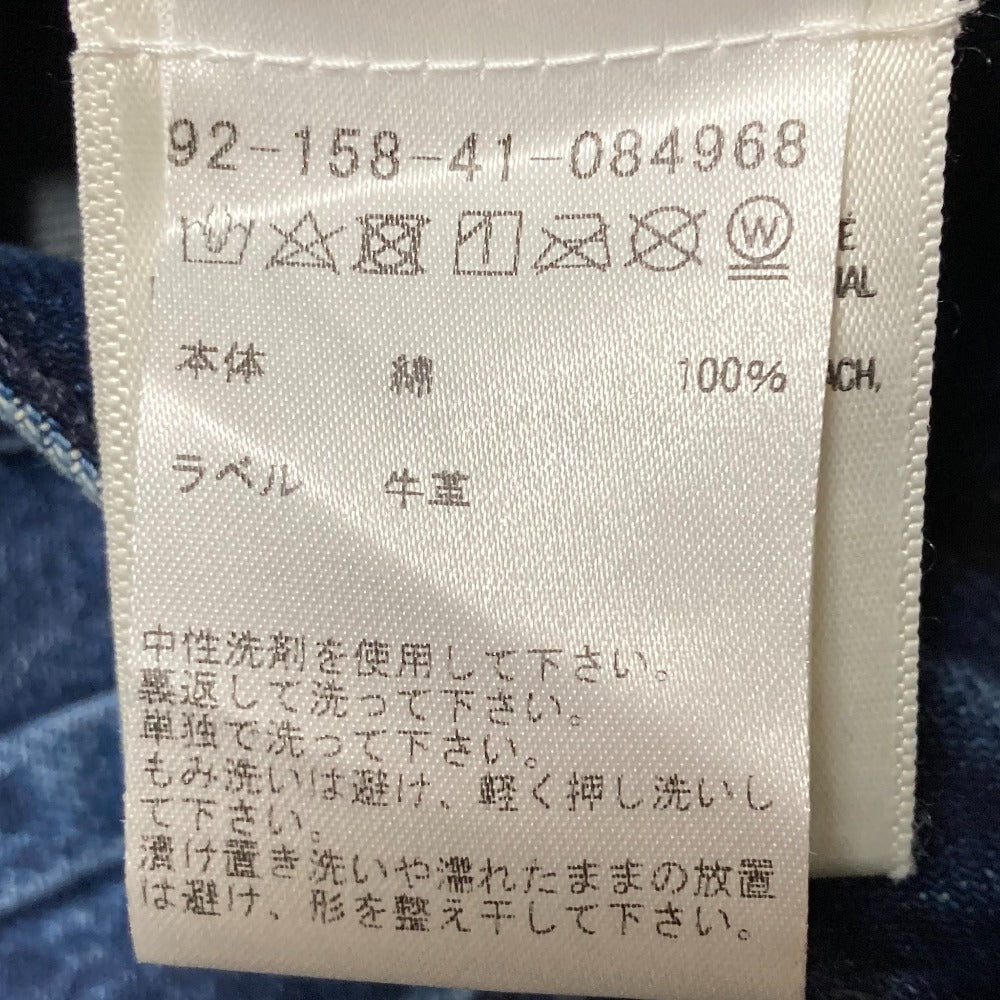 92-158-41-084968
W
本体 綿 100%
ラベル 牛革
中性洗剤を使用して下さい。
裏返して洗って下さい。
単独で洗って下さい。
もみ洗いは避け、軽く押し洗いし
て下さい。
漬け置き洗いや濡れたままの放置
は避け、形を整え干して下さい。
É
IAL
ACH,